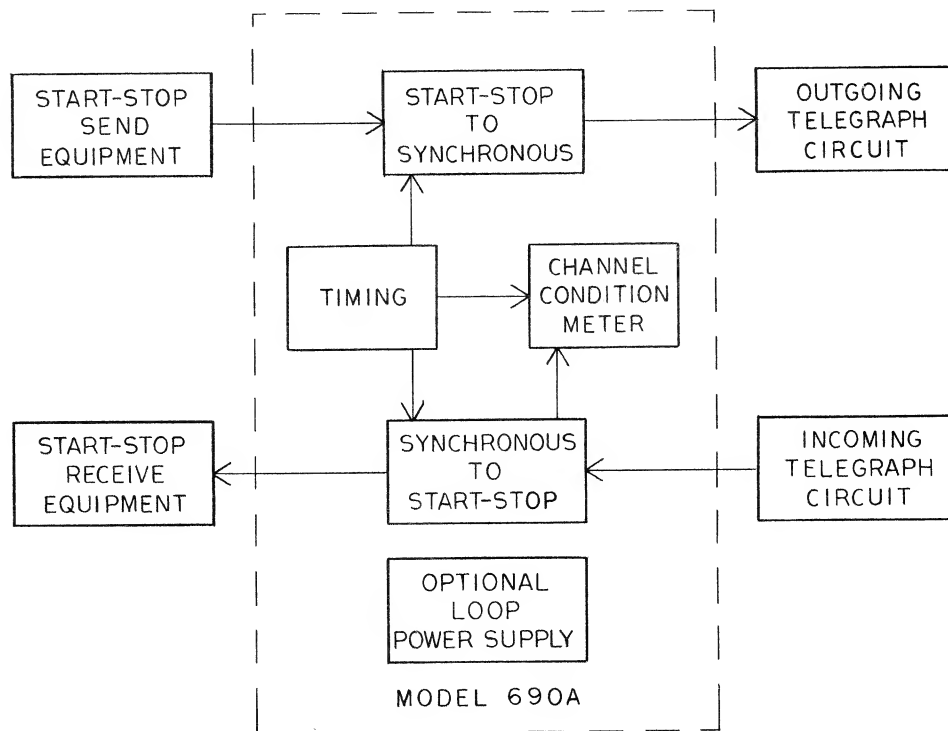 START-STOP
SEND
EQUIPMENT
START-STOP
TO
SYNCHRONOUS
OUTGOING
TELEGRAPH
CIRCUIT
TIMING
CHANNEL
CONDITION
METER
START-STOP
RECEIVE
EQUIPMENT
SYNCHRONOUS
TO
START-STOP
INCOMING
TELEGRAPH
CIRCUIT
OPTIONAL
LOOP
POWER SUPPLY
MODEL 690A